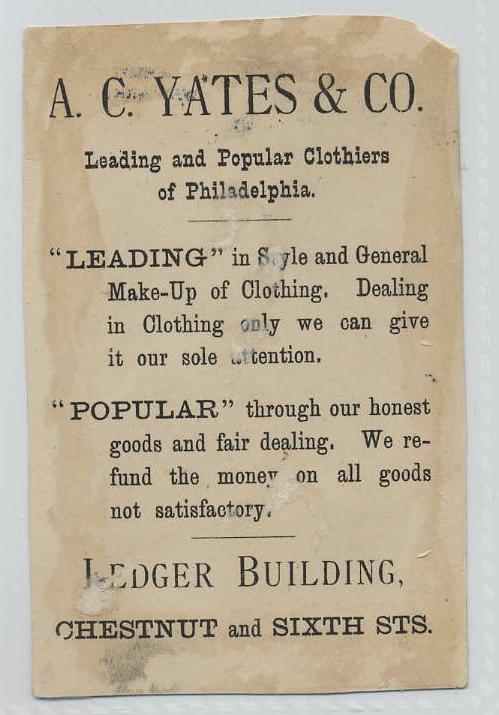 A. C. YATES & CO.
Leading and Popular Clothiers
of Philadelphia.
"LEADING" in Style and General
Make-Up of Clothing. Dealing
in Clothing only we can give
it our sole attention.
"POPULAR" through our honest
goods and fair dealing. We re-
fund the money on all goods
not satisfactory.
LEDGER BUILDING,
CHESTNUT and SIXTH STS.